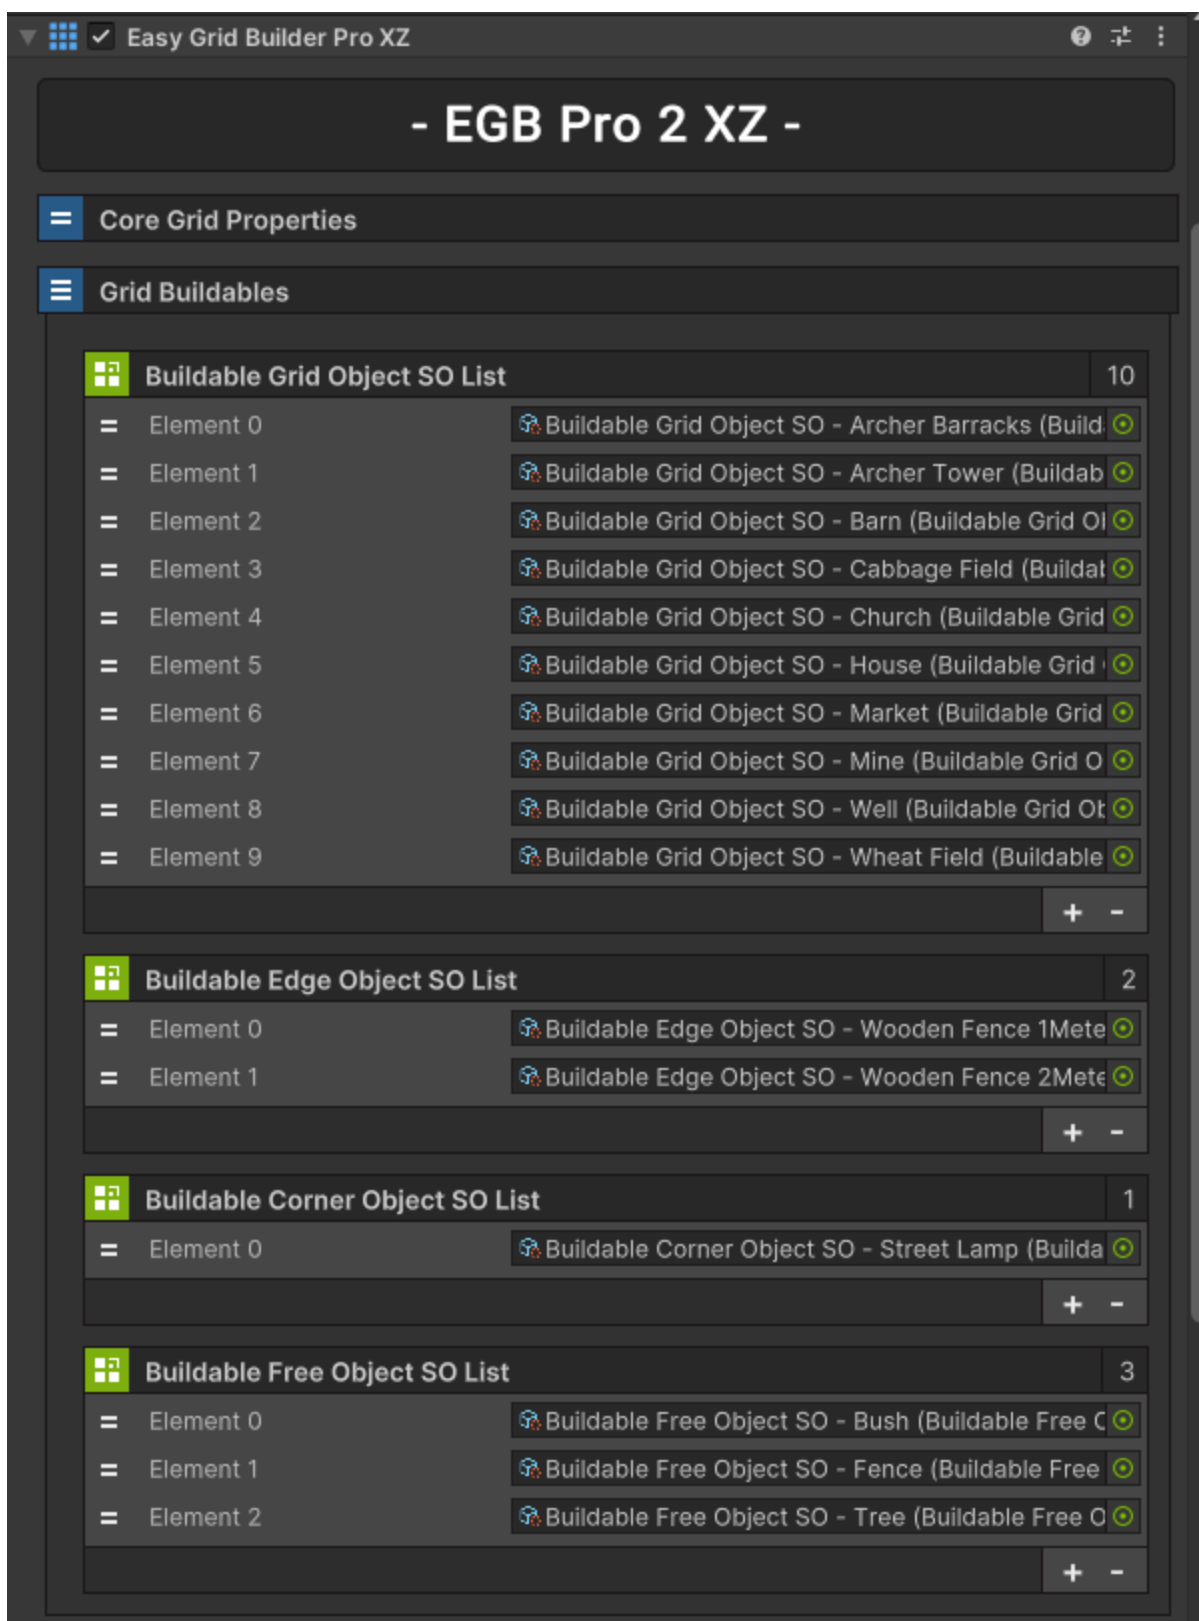 Easy Grid Builder Pro XZ
- EGB Pro 2 XZ -
Core Grid Properties
Grid Buildables
Buildable Grid Object SO List 10
Element 0 Buildable Grid Object SO - Archer Barracks (Build
Element 1 Buildable Grid Object SO - Archer Tower (Buildab
Element 2 Buildable Grid Object SO - Barn (Buildable Grid
Element 3 Buildable Grid Object SO - Cabbage Field (Buildab
Element 4 Buildable Grid Object SO - Church (Buildable Grid
Element 5 Buildable Grid Object SO - House (Buildable Grid
Element 6 Buildable Grid Object SO - Market (Buildable Grid
Element 7 Buildable Grid Object SO - Mine (Buildable Grid O
Element 8 Buildable Grid Object SO - Well (Buildable Grid Ob
Element 9 Buildable Grid Object SO - Wheat Field (Buildable
+ -
Buildable Edge Object SO List 2
Element 0 Buildable Edge Object SO - Wooden Fence 1Mete
Element 1 Buildable Edge Object SO - Wooden Fence 2Mete
+ -
Buildable Corner Object SO List 1
Element 0 Buildable Corner Object SO - Street Lamp (Builda
+ -
Buildable Free Object SO List 3
Element 0 Buildable Free Object SO - Bush (Buildable Free
Element 1 Buildable Free Object SO - Fence (Buildable Free
Element 2 Buildable Free Object SO - Tree (Buildable Free O
+ -